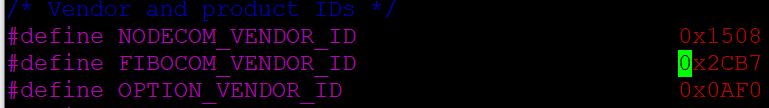 /* Vendor and product IDs */
#define NODECOM_VENDOR_ID 0x1508
#define FIBOCOM_VENDOR_ID 0x2CB7
#define OPTION_VENDOR_ID 0x0AF0